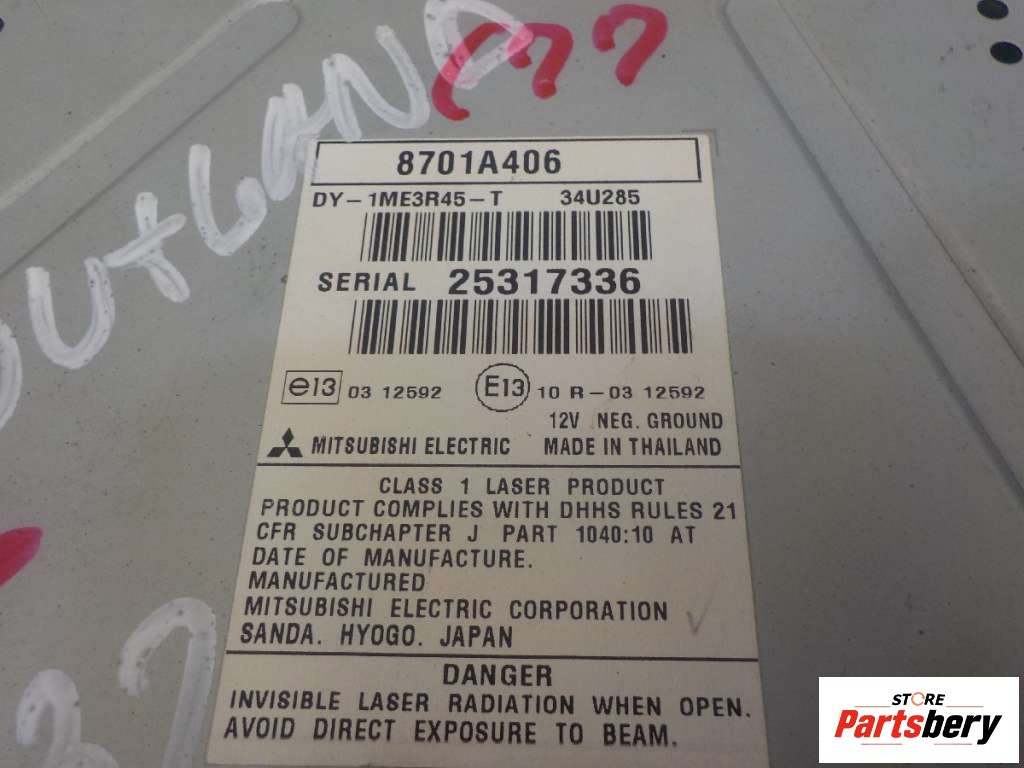 OUTLAND
77
8701A406
DY-1ME3R45-T 34U285
SERIAL 25317336
e13 03 12592 E13 10 R-03 12592
12V NEG. GROUND
MITSUBISHI ELECTRIC MADE IN THAILAND
CLASS 1 LASER PRODUCT
PRODUCT COMPLIES WITH DHHS RULES 21
CFR SUBCHAPTER J PART 1040:10 AT
DATE OF MANUFACTURE.
MANUFACTURED
MITSUBISHI ELECTRIC CORPORATION
SANDA. HYOGO. JAPAN
DANGER
INVISIBLE LASER RADIATION WHEN OPEN.
AVOID DIRECT EXPOSURE TO BEAM.
37
STORE
Partsbery